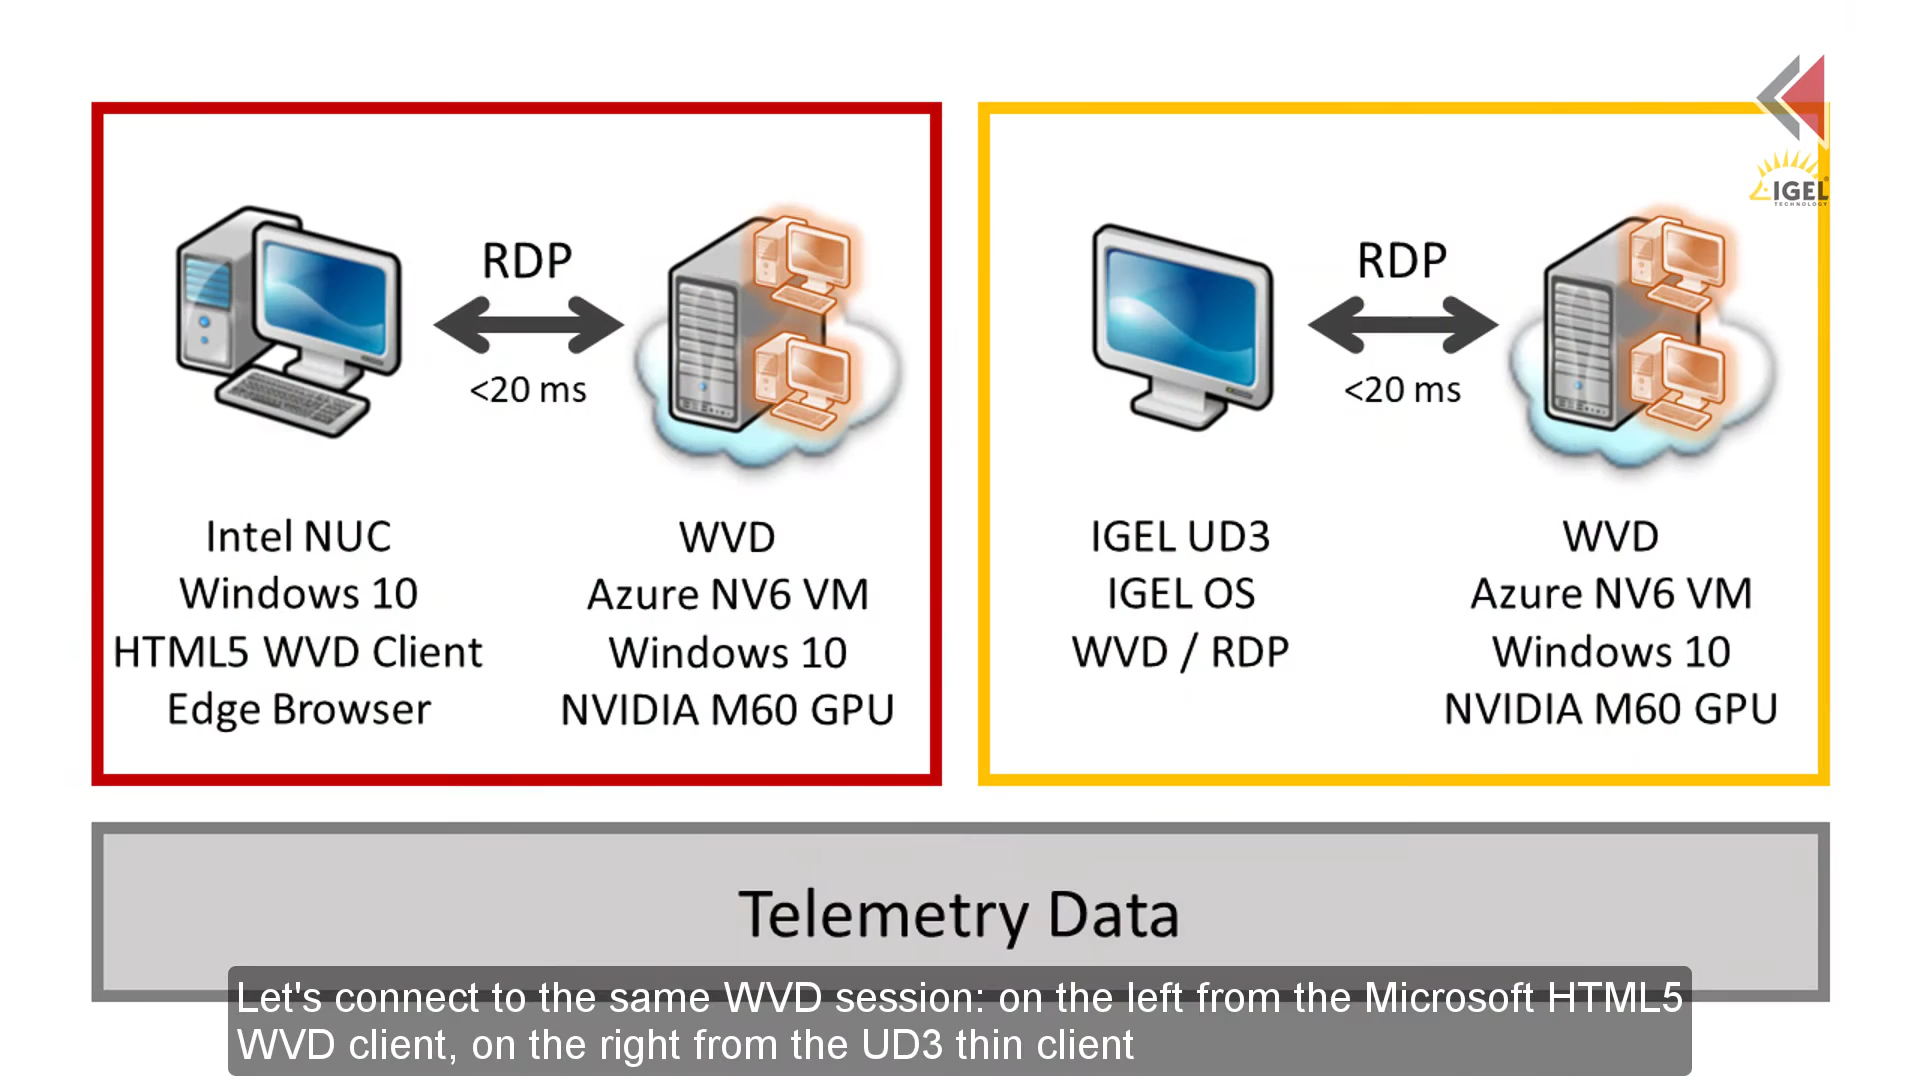 IGEL
TECHNOLOGY
RDP
<20 ms
Intel NUC
Windows 10
HTML5 WVD Client
Edge Browser
WVD
Azure NV6 VM
Windows 10
NVIDIA M60 GPU
RDP
<20 ms
IGEL UD3
IGEL OS
WVD / RDP
WVD
Azure NV6 VM
Windows 10
NVIDIA M60 GPU
Telemetry Data
Let's connect to the same WVD session: on the left from the Microsoft HTML5
WVD client, on the right from the UD3 thin client